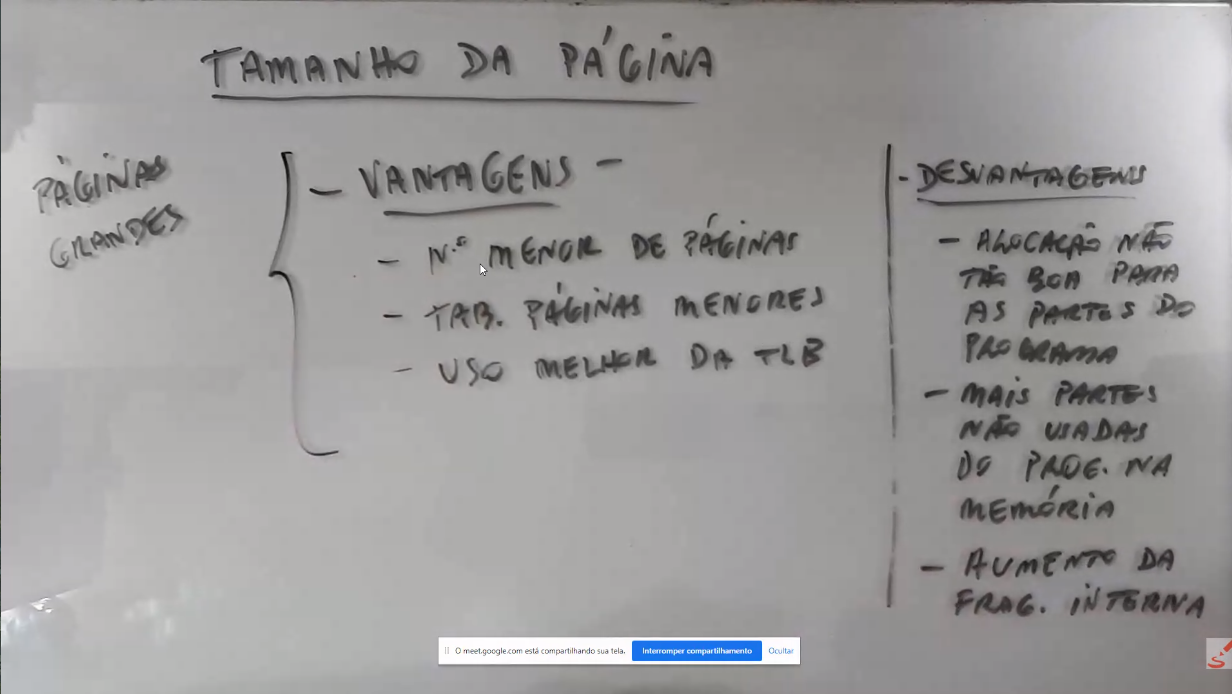 TAMANHO DA PÁGINA
PÁGINAS
GRANDES
- VANTAGENS -
- N.º MENOR DE PÁGINAS
- TAB. PÁGINAS MENORES
- USO MELHOR DA TLB
- DESVANTAGENS
- ALOCAÇÃO NÃO
TÃO BOA PARA
AS PARTES DO
PROGRAMA
- MAIS PARTES
NÃO USADAS
DO PROG. NA
MEMÓRIA
- AUMENTO DA
FRAG. INTERNA
O meet.google.com está compartilhando sua tela. Interromper compartilhamento Ocultar